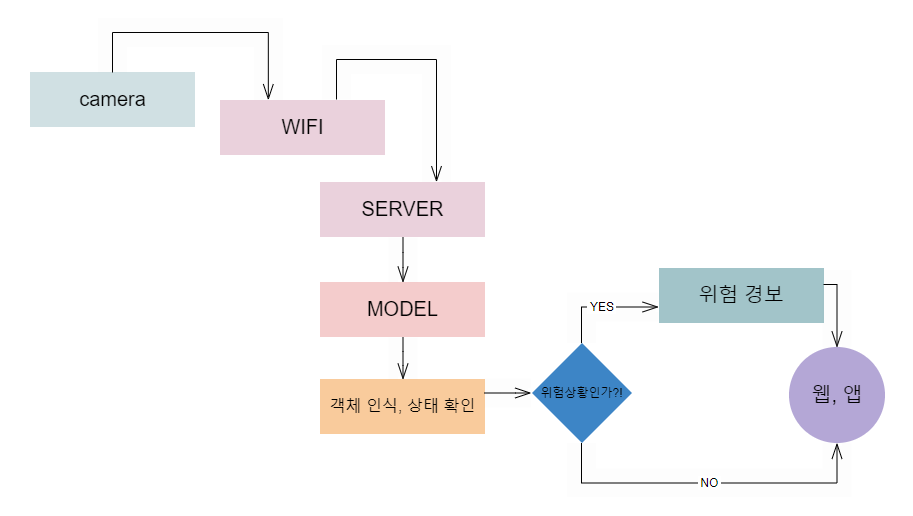 camera
WIFI
SERVER
MODEL
객체 인식, 상태 확인
위험상황인가?!
YES
위험 경보
웹, 앱
NO